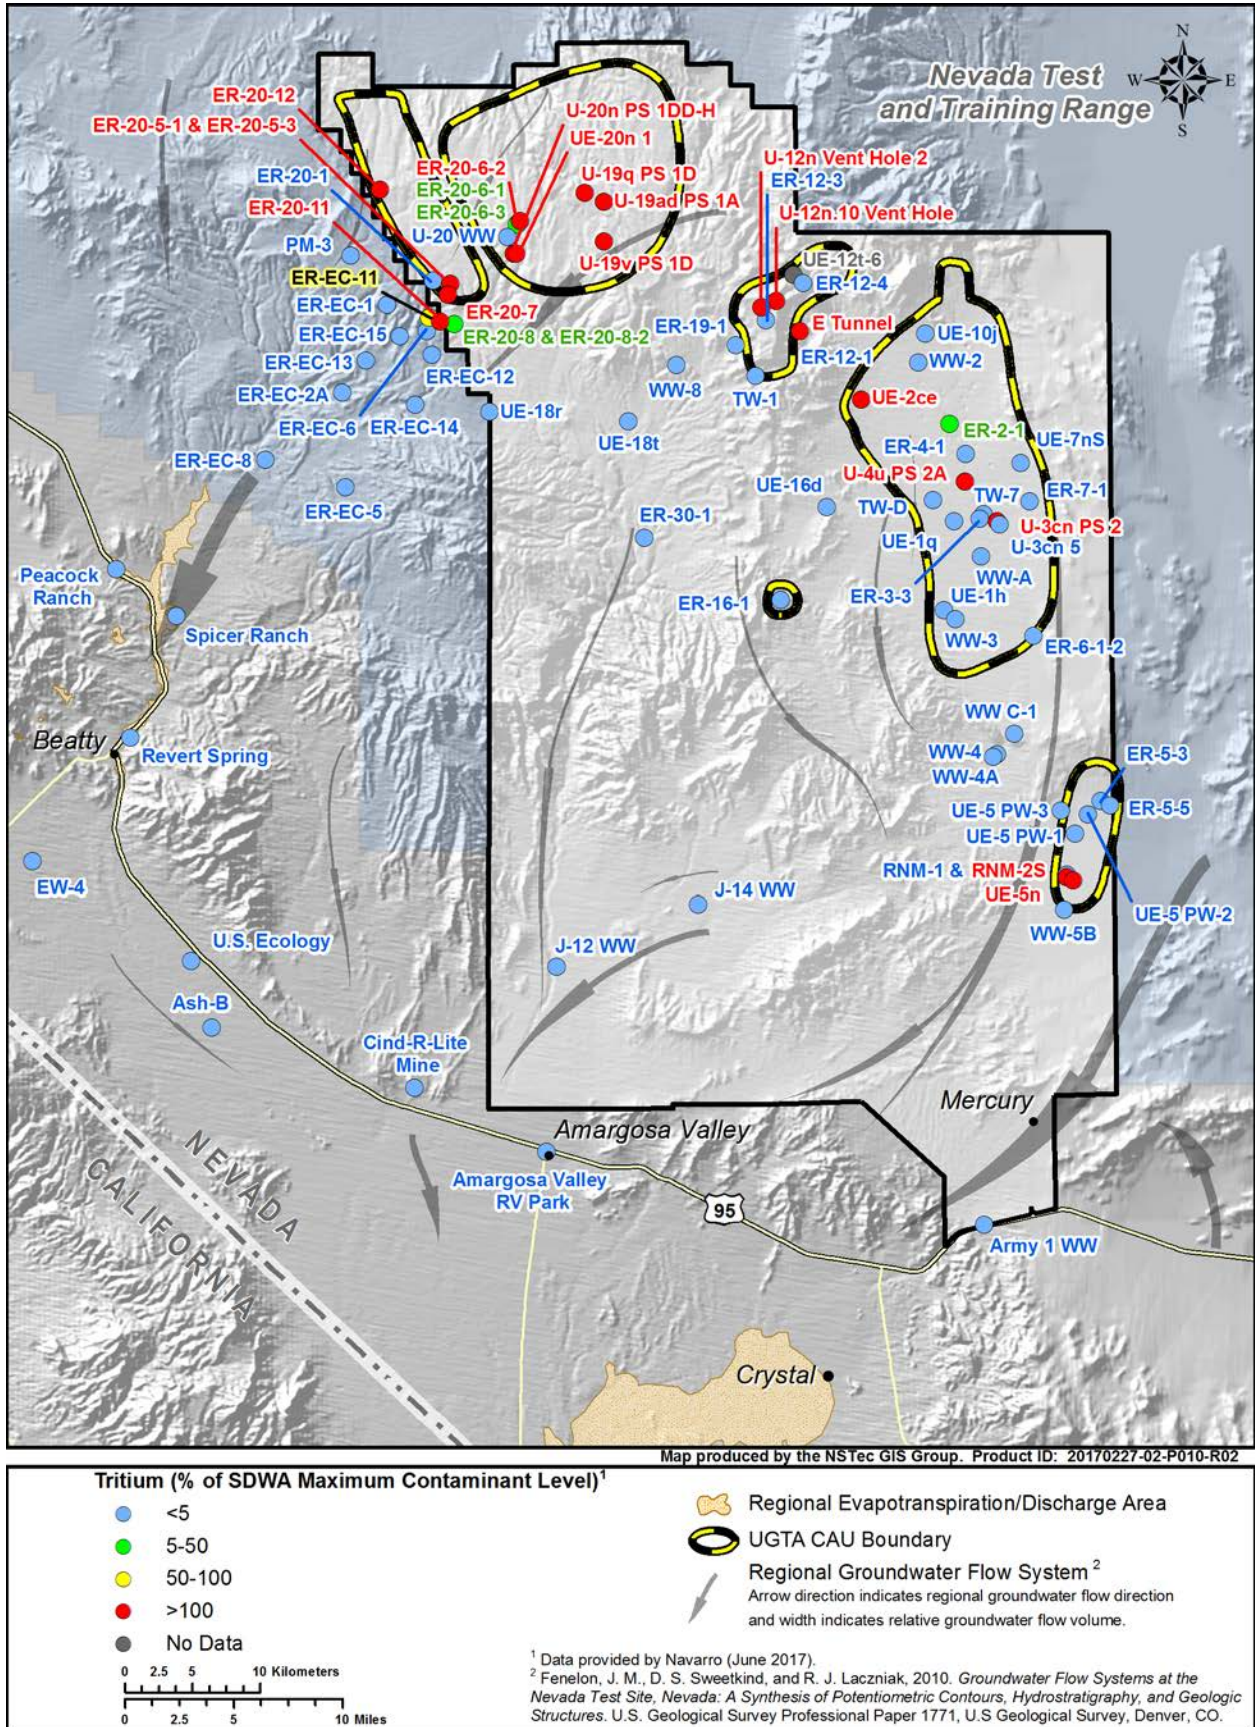 N
W E
S
Nevada Test
and Training Range
ER-20-12
ER-20-5-1 & ER-20-5-3
ER-20-1
ER-20-11
PM-3
ER-EC-11
ER-EC-1
ER-EC-15
ER-EC-13
ER-EC-2A
ER-EC-6
ER-EC-14
ER-EC-12
ER-EC-8
ER-EC-5
U-20n PS 1DD-H
UE-20n 1
ER-20-6-2
ER-20-6-1
ER-20-6-3
U-20 WW
U-19q PS 1D
U-19ad PS 1A
U-19v PS 1D
ER-20-7
ER-20-8 & ER-20-8-2
U-12n Vent Hole 2
ER-12-3
U-12n.10 Vent Hole
UE-12t-6
ER-12-4
ER-19-1
E Tunnel
ER-12-1
WW-8
TW-1
UE-18r
UE-18t
UE-10j
WW-2
UE-2ce
ER-2-1
ER-4-1
UE-7nS
U-4u PS 2A
UE-16d
TW-D
TW-7
ER-7-1
U-3cn PS 2
UE-1q
U-3cn 5
ER-30-1
WW-A
ER-3-3
UE-1h
ER-16-1
WW-3
ER-6-1-2
Peacock
Ranch
Spicer Ranch
Beatty
Revert Spring
WW C-1
WW-4
WW-4A
ER-5-3
UE-5 PW-3
ER-5-5
UE-5 PW-1
RNM-1 & RNM-2S
UE-5n
UE-5 PW-2
WW-5B
EW-4
J-14 WW
J-12 WW
U.S. Ecology
Ash-B
Cind-R-Lite
Mine
Mercury
Amargosa Valley
Amargosa Valley
RV Park
95
Army 1 WW
NEVADA
CALIFORNIA
Crystal
Map produced by the NSTec GIS Group. Product ID: 20170227-02-P010-R02
Tritium (% of SDWA Maximum Contaminant Level)1
<5
5-50
50-100
>100
No Data
0 2.5 5 10 Kilometers
0 2.5 5 10 Miles
Regional Evapotranspiration/Discharge Area
UGTA CAU Boundary
Regional Groundwater Flow System 2
Arrow direction indicates regional groundwater flow direction
and width indicates relative groundwater flow volume.
1 Data provided by Navarro (June 2017).
2 Fenelon, J. M., D. S. Sweetkind, and R. J. Laczniak, 2010. Groundwater Flow Systems at the
Nevada Test Site, Nevada: A Synthesis of Potentiometric Contours, Hydrostratigraphy, and Geologic
Structures. U.S. Geological Survey Professional Paper 1771, U.S Geological Survey, Denver, CO.